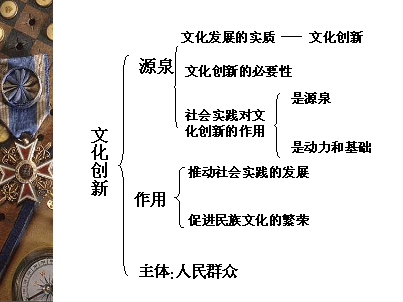 文化发展的实质 —— 文化创新
源泉
文化创新的必要性
是源泉
社会实践对文
化创新的作用
是动力和基础
文化创新
推动社会实践的发展
作用
促进民族文化的繁荣
主体:人民群众